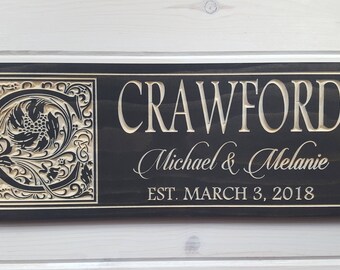 C
CRAWFORD
Michael & Melanie
EST. MARCH 3, 2018